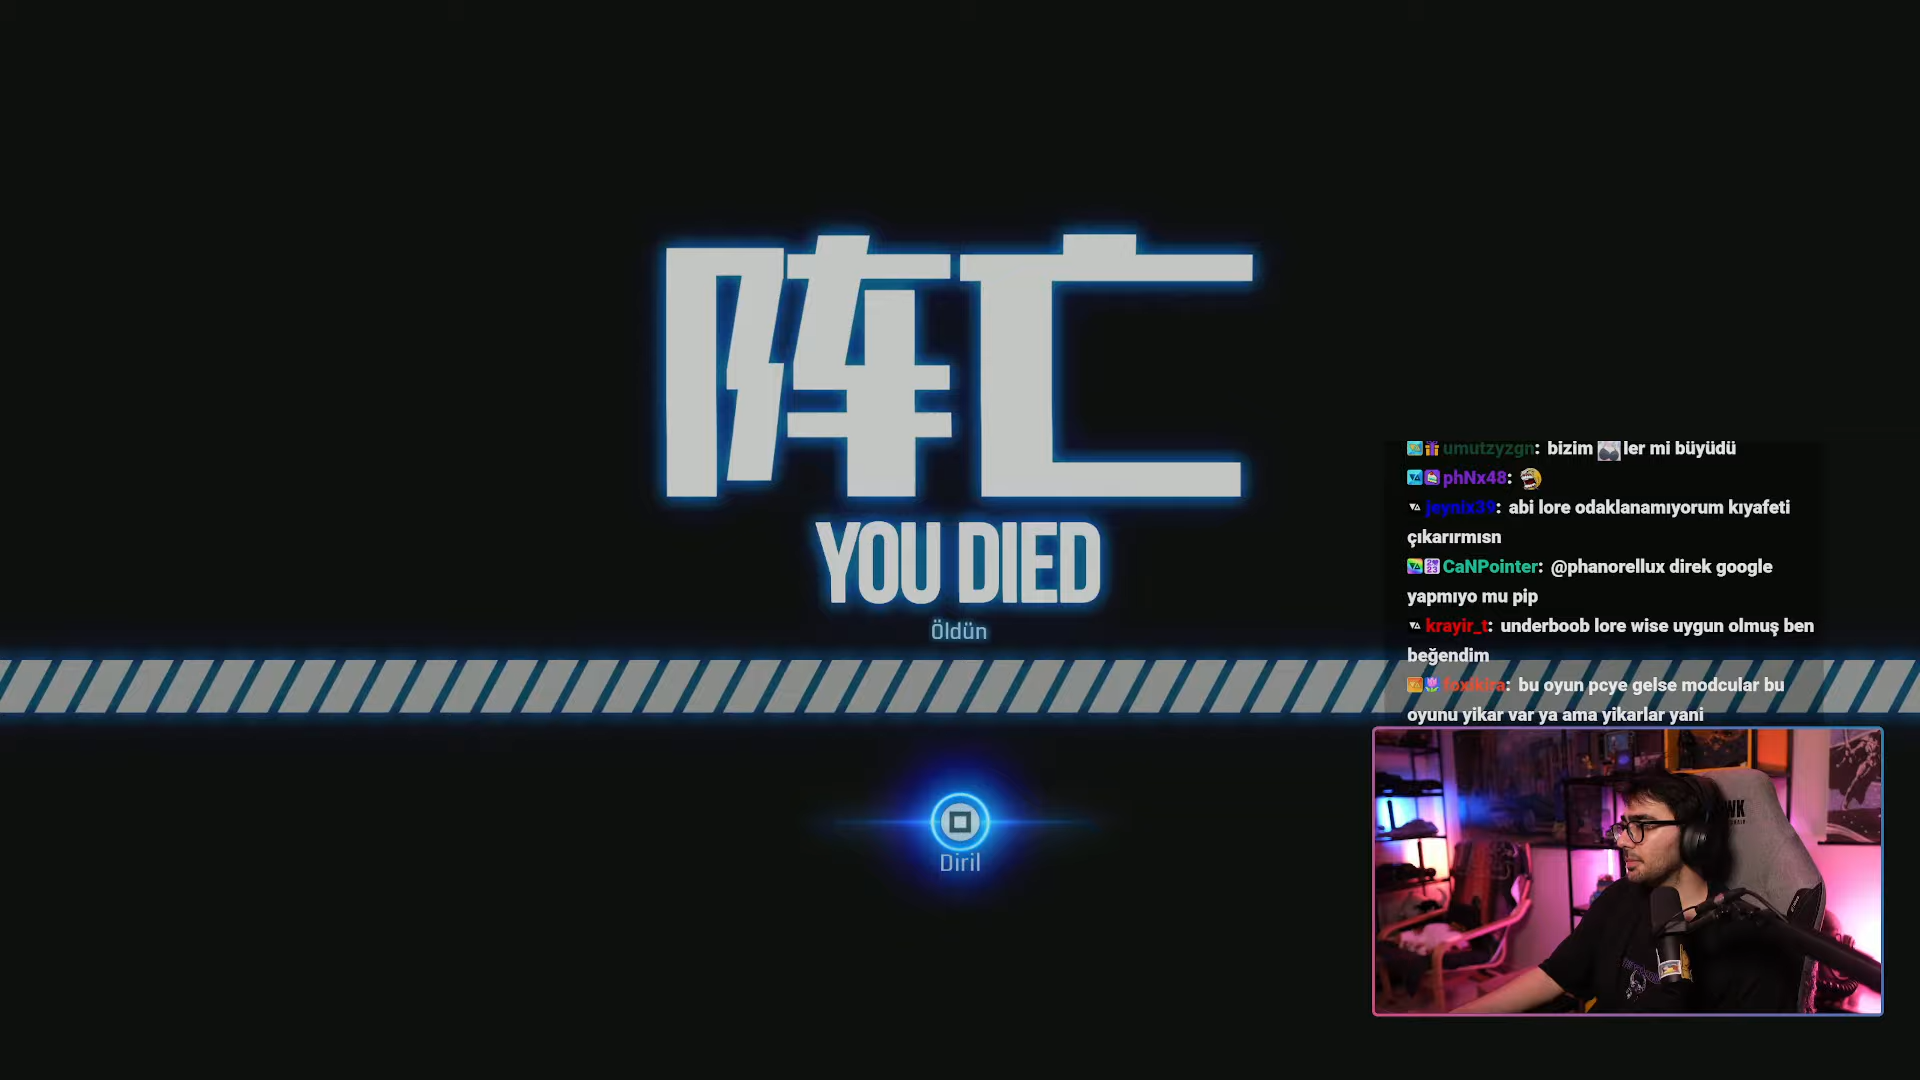 阵亡
YOU DIED
Öldün
Diril
umutzyzgn: bizim ler mi büyüdü
phNx48:
jeynix39: abi lore odaklanamıyorum kıyafeti
çıkarırmısn
CaNPointer: @phanorellux direk google
yapmıyo mu pip
krayir_t: underboob lore wise uygun olmuş ben
beğendim
foxikira: bu oyun pcye gelse modcular bu
oyunu yikar var ya ama yikarlar yani